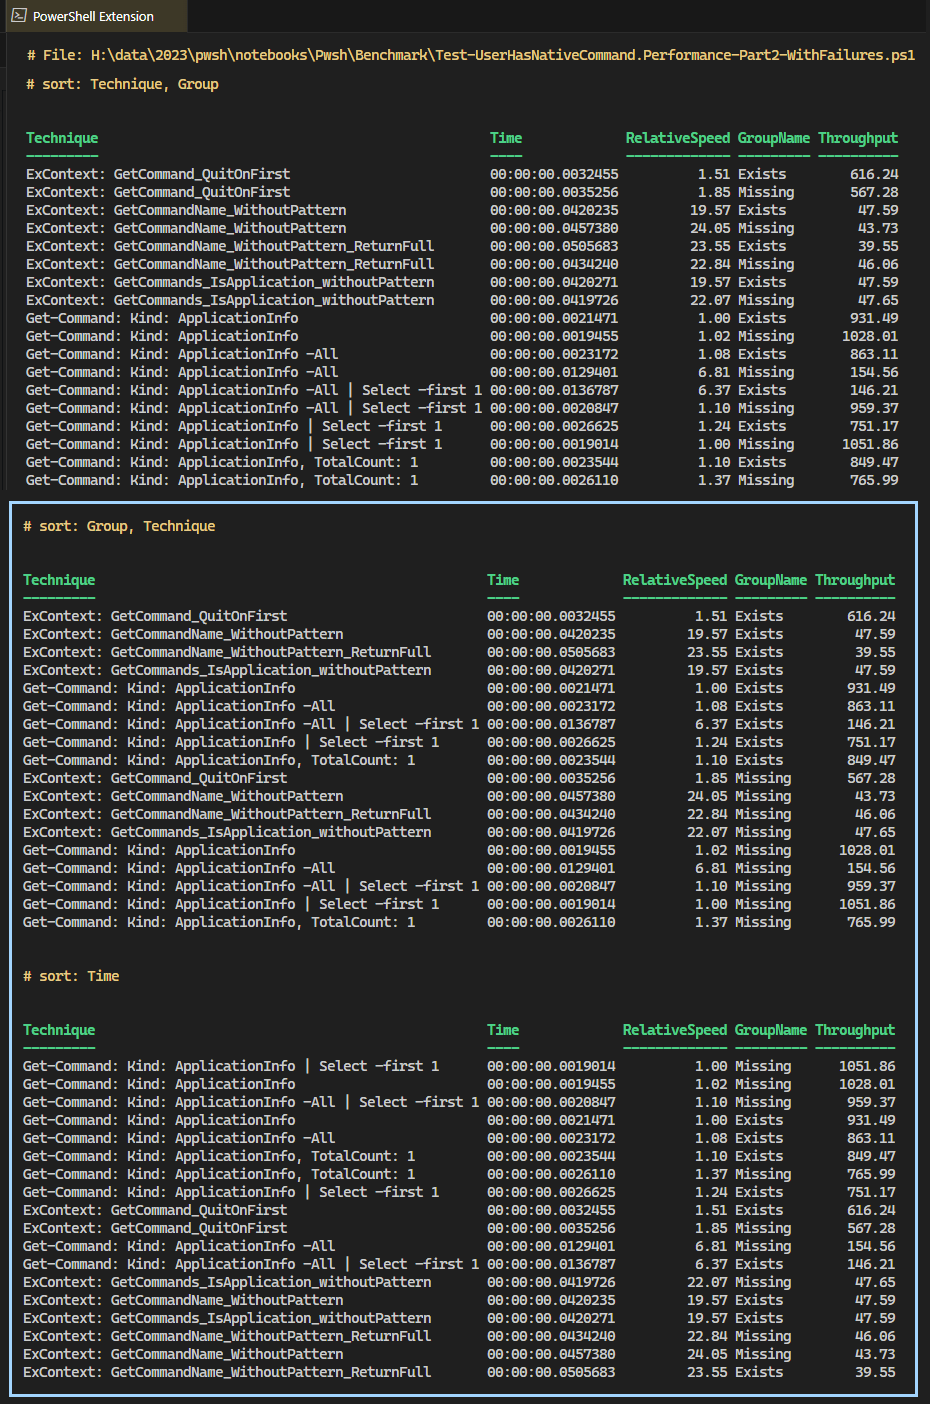 PowerShell Extension
# File: H:\data\2023\pwsh\notebooks\Pwsh\Benchmark\Test-UserHasNativeCommand.Performance-Part2-WithFailures.ps1
# sort: Technique, Group
Technique Time RelativeSpeed GroupName Throughput
--------- ---- ------------- --------- ----------
ExContext: GetCommand_QuitOnFirst 00:00:00.0032455 1.51 Exists 616.24
ExContext: GetCommand_QuitOnFirst 00:00:00.0035256 1.85 Missing 567.28
ExContext: GetCommandName_WithoutPattern 00:00:00.0420235 19.57 Exists 47.59
ExContext: GetCommandName_WithoutPattern 00:00:00.0457380 24.05 Missing 43.73
ExContext: GetCommandName_WithoutPattern_ReturnFull 00:00:00.0505683 23.55 Exists 39.55
ExContext: GetCommandName_WithoutPattern_ReturnFull 00:00:00.0434240 22.84 Missing 46.06
ExContext: GetCommands_IsApplication_withoutPattern 00:00:00.0420271 19.57 Exists 47.59
ExContext: GetCommands_IsApplication_withoutPattern 00:00:00.0419726 22.07 Missing 47.65
Get-Command: Kind: ApplicationInfo 00:00:00.0021471 1.00 Exists 931.49
Get-Command: Kind: ApplicationInfo 00:00:00.0019455 1.02 Missing 1028.01
Get-Command: Kind: ApplicationInfo -All 00:00:00.0023172 1.08 Exists 863.11
Get-Command: Kind: ApplicationInfo -All 00:00:00.0129401 6.81 Missing 154.56
Get-Command: Kind: ApplicationInfo -All | Select -first 1 00:00:00.0136787 6.37 Exists 146.21
Get-Command: Kind: ApplicationInfo -All | Select -first 1 00:00:00.0020847 1.10 Missing 959.37
Get-Command: Kind: ApplicationInfo | Select -first 1 00:00:00.0026625 1.24 Exists 751.17
Get-Command: Kind: ApplicationInfo | Select -first 1 00:00:00.0019014 1.00 Missing 1051.86
Get-Command: Kind: ApplicationInfo, TotalCount: 1 00:00:00.0023544 1.10 Exists 849.47
Get-Command: Kind: ApplicationInfo, TotalCount: 1 00:00:00.0026110 1.37 Missing 765.99
# sort: Group, Technique
Technique Time RelativeSpeed GroupName Throughput
--------- ---- ------------- --------- ----------
ExContext: GetCommand_QuitOnFirst 00:00:00.0032455 1.51 Exists 616.24
ExContext: GetCommandName_WithoutPattern 00:00:00.0420235 19.57 Exists 47.59
ExContext: GetCommandName_WithoutPattern_ReturnFull 00:00:00.0505683 23.55 Exists 39.55
ExContext: GetCommands_IsApplication_withoutPattern 00:00:00.0420271 19.57 Exists 47.59
Get-Command: Kind: ApplicationInfo 00:00:00.0021471 1.00 Exists 931.49
Get-Command: Kind: ApplicationInfo -All 00:00:00.0023172 1.08 Exists 863.11
Get-Command: Kind: ApplicationInfo -All | Select -first 1 00:00:00.0136787 6.37 Exists 146.21
Get-Command: Kind: ApplicationInfo | Select -first 1 00:00:00.0026625 1.24 Exists 751.17
Get-Command: Kind: ApplicationInfo, TotalCount: 1 00:00:00.0023544 1.10 Exists 849.47
ExContext: GetCommand_QuitOnFirst 00:00:00.0035256 1.85 Missing 567.28
ExContext: GetCommandName_WithoutPattern 00:00:00.0457380 24.05 Missing 43.73
ExContext: GetCommandName_WithoutPattern_ReturnFull 00:00:00.0434240 22.84 Missing 46.06
ExContext: GetCommands_IsApplication_withoutPattern 00:00:00.0419726 22.07 Missing 47.65
Get-Command: Kind: ApplicationInfo 00:00:00.0019455 1.02 Missing 1028.01
Get-Command: Kind: ApplicationInfo -All 00:00:00.0129401 6.81 Missing 154.56
Get-Command: Kind: ApplicationInfo -All | Select -first 1 00:00:00.0020847 1.10 Missing 959.37
Get-Command: Kind: ApplicationInfo | Select -first 1 00:00:00.0019014 1.00 Missing 1051.86
Get-Command: Kind: ApplicationInfo, TotalCount: 1 00:00:00.0026110 1.37 Missing 765.99
# sort: Time
Technique Time RelativeSpeed GroupName Throughput
--------- ---- ------------- --------- ----------
Get-Command: Kind: ApplicationInfo | Select -first 1 00:00:00.0019014 1.00 Missing 1051.86
Get-Command: Kind: ApplicationInfo 00:00:00.0019455 1.02 Missing 1028.01
Get-Command: Kind: ApplicationInfo -All | Select -first 1 00:00:00.0020847 1.10 Missing 959.37
Get-Command: Kind: ApplicationInfo 00:00:00.0021471 1.00 Exists 931.49
Get-Command: Kind: ApplicationInfo -All 00:00:00.0023172 1.08 Exists 863.11
Get-Command: Kind: ApplicationInfo, TotalCount: 1 00:00:00.0023544 1.10 Exists 849.47
Get-Command: Kind: ApplicationInfo, TotalCount: 1 00:00:00.0026110 1.37 Missing 765.99
Get-Command: Kind: ApplicationInfo | Select -first 1 00:00:00.0026625 1.24 Exists 751.17
ExContext: GetCommand_QuitOnFirst 00:00:00.0032455 1.51 Exists 616.24
ExContext: GetCommand_QuitOnFirst 00:00:00.0035256 1.85 Missing 567.28
Get-Command: Kind: ApplicationInfo -All 00:00:00.0129401 6.81 Missing 154.56
Get-Command: Kind: ApplicationInfo -All | Select -first 1 00:00:00.0136787 6.37 Exists 146.21
ExContext: GetCommands_IsApplication_withoutPattern 00:00:00.0419726 22.07 Missing 47.65
ExContext: GetCommandName_WithoutPattern 00:00:00.0420235 19.57 Exists 47.59
ExContext: GetCommands_IsApplication_withoutPattern 00:00:00.0420271 19.57 Exists 47.59
ExContext: GetCommandName_WithoutPattern_ReturnFull 00:00:00.0434240 22.84 Missing 46.06
ExContext: GetCommandName_WithoutPattern 00:00:00.0457380 24.05 Missing 43.73
ExContext: GetCommandName_WithoutPattern_ReturnFull 00:00:00.0505683 23.55 Exists 39.55